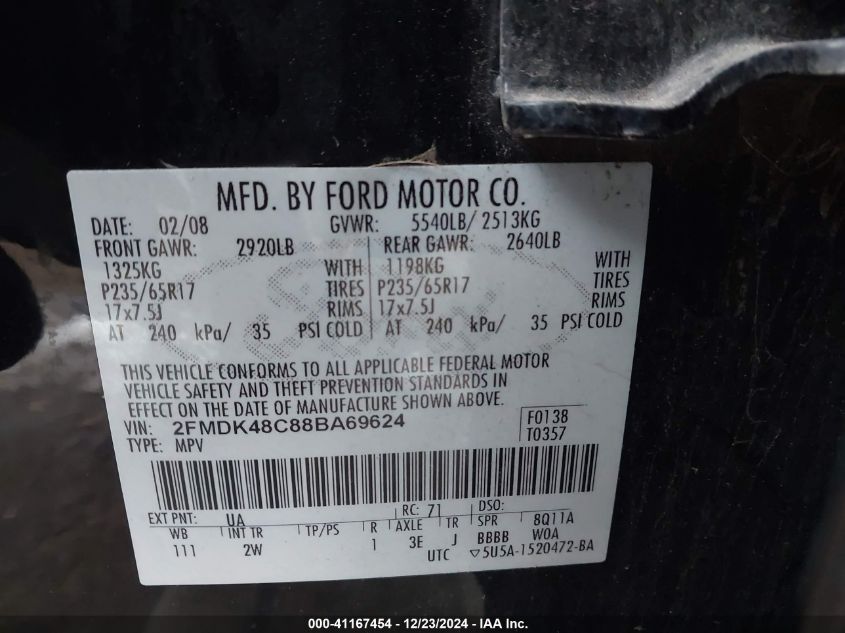 MFD. BY FORD MOTOR CO.
DATE: 02/08 GVWR: 5540LB/ 2513KG
FRONT GAWR: 2920LB REAR GAWR: 2640LB
1325KG WITH 1198KG WITH
P235/65R17 TIRES P235/65R17 TIRES
17x7.5J RIMS 17x7.5J RIMS
AT 240 kPa/ 35 PSI COLD AT 240 kPa/ 35 PSI COLD
THIS VEHICLE CONFORMS TO ALL APPLICABLE FEDERAL MOTOR
VEHICLE SAFETY AND THEFT PREVENTION STANDARDS IN
EFFECT ON THE DATE OF MANUFACTURE SHOWN ABOVE.
VIN: 2FMDK48C88BA69624 F0138
TYPE: MPV T0357
EXT PNT: UA RC: 71 DSO:
WB INT TR TP/PS R AXLE TR SPR 8Q11A
111 2W 1 3E J BBBB W0A
UTC ▽5U5A-1520472-BA
000-41167454 - 12/23/2024 - IAA Inc.